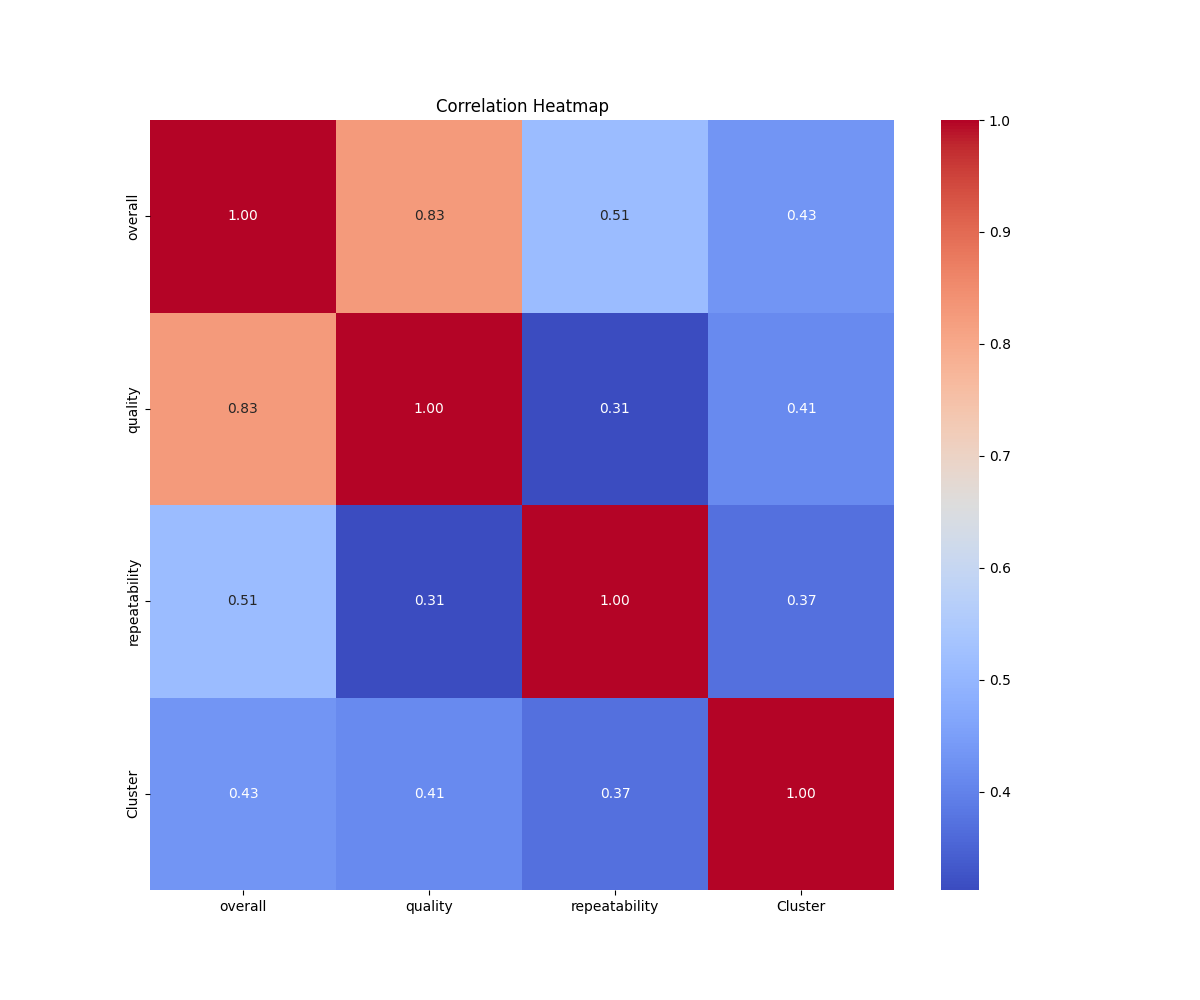 Correlation Heatmap
overall
quality
repeatability
Cluster
1.00 0.83 0.51 0.43
0.83 1.00 0.31 0.41
0.51 0.31 1.00 0.37
0.43 0.41 0.37 1.00
overall quality repeatability Cluster
1.0
0.9
0.8
0.7
0.6
0.5
0.4